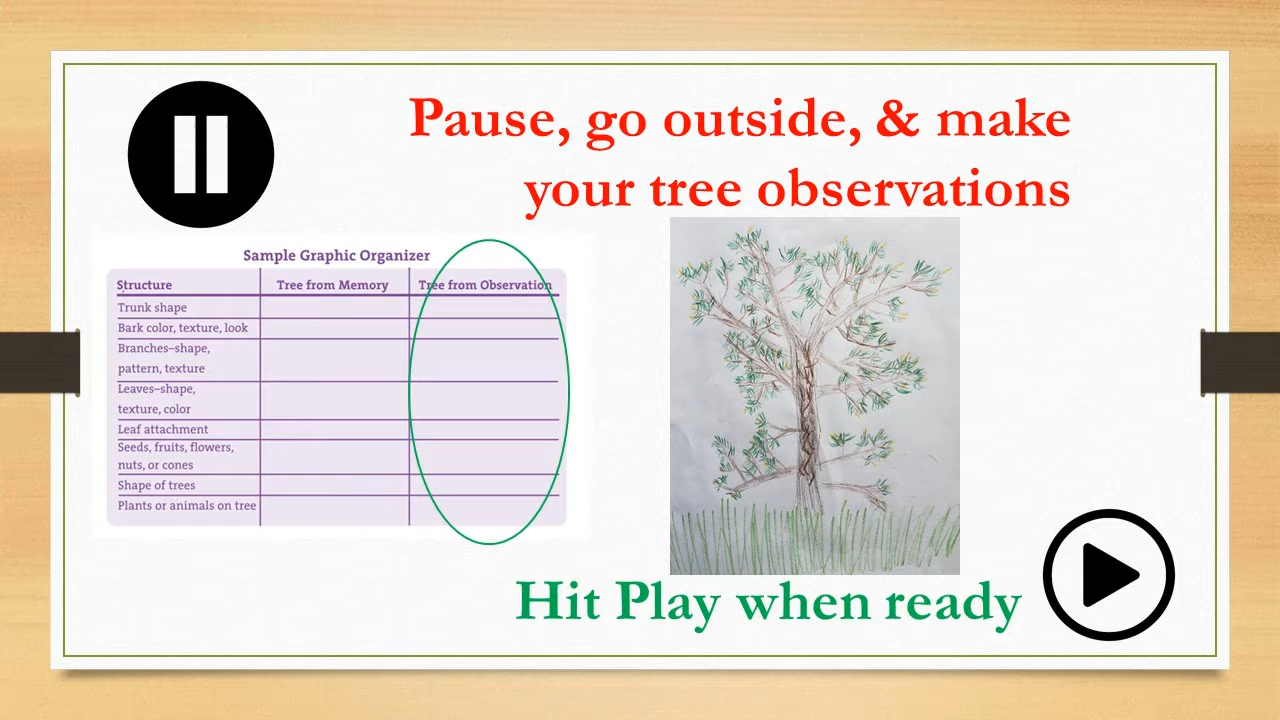 Pause, go outside, & make
your tree observations
Sample Graphic Organizer
Structure Tree from Memory Tree from Observation
Trunk shape
Bark color, texture, look
Branches–shape,
pattern, texture
Leaves–shape,
texture, color
Leaf attachment
Seeds, fruits, flowers,
nuts, or cones
Shape of trees
Plants or animals on tree
Hit Play when ready